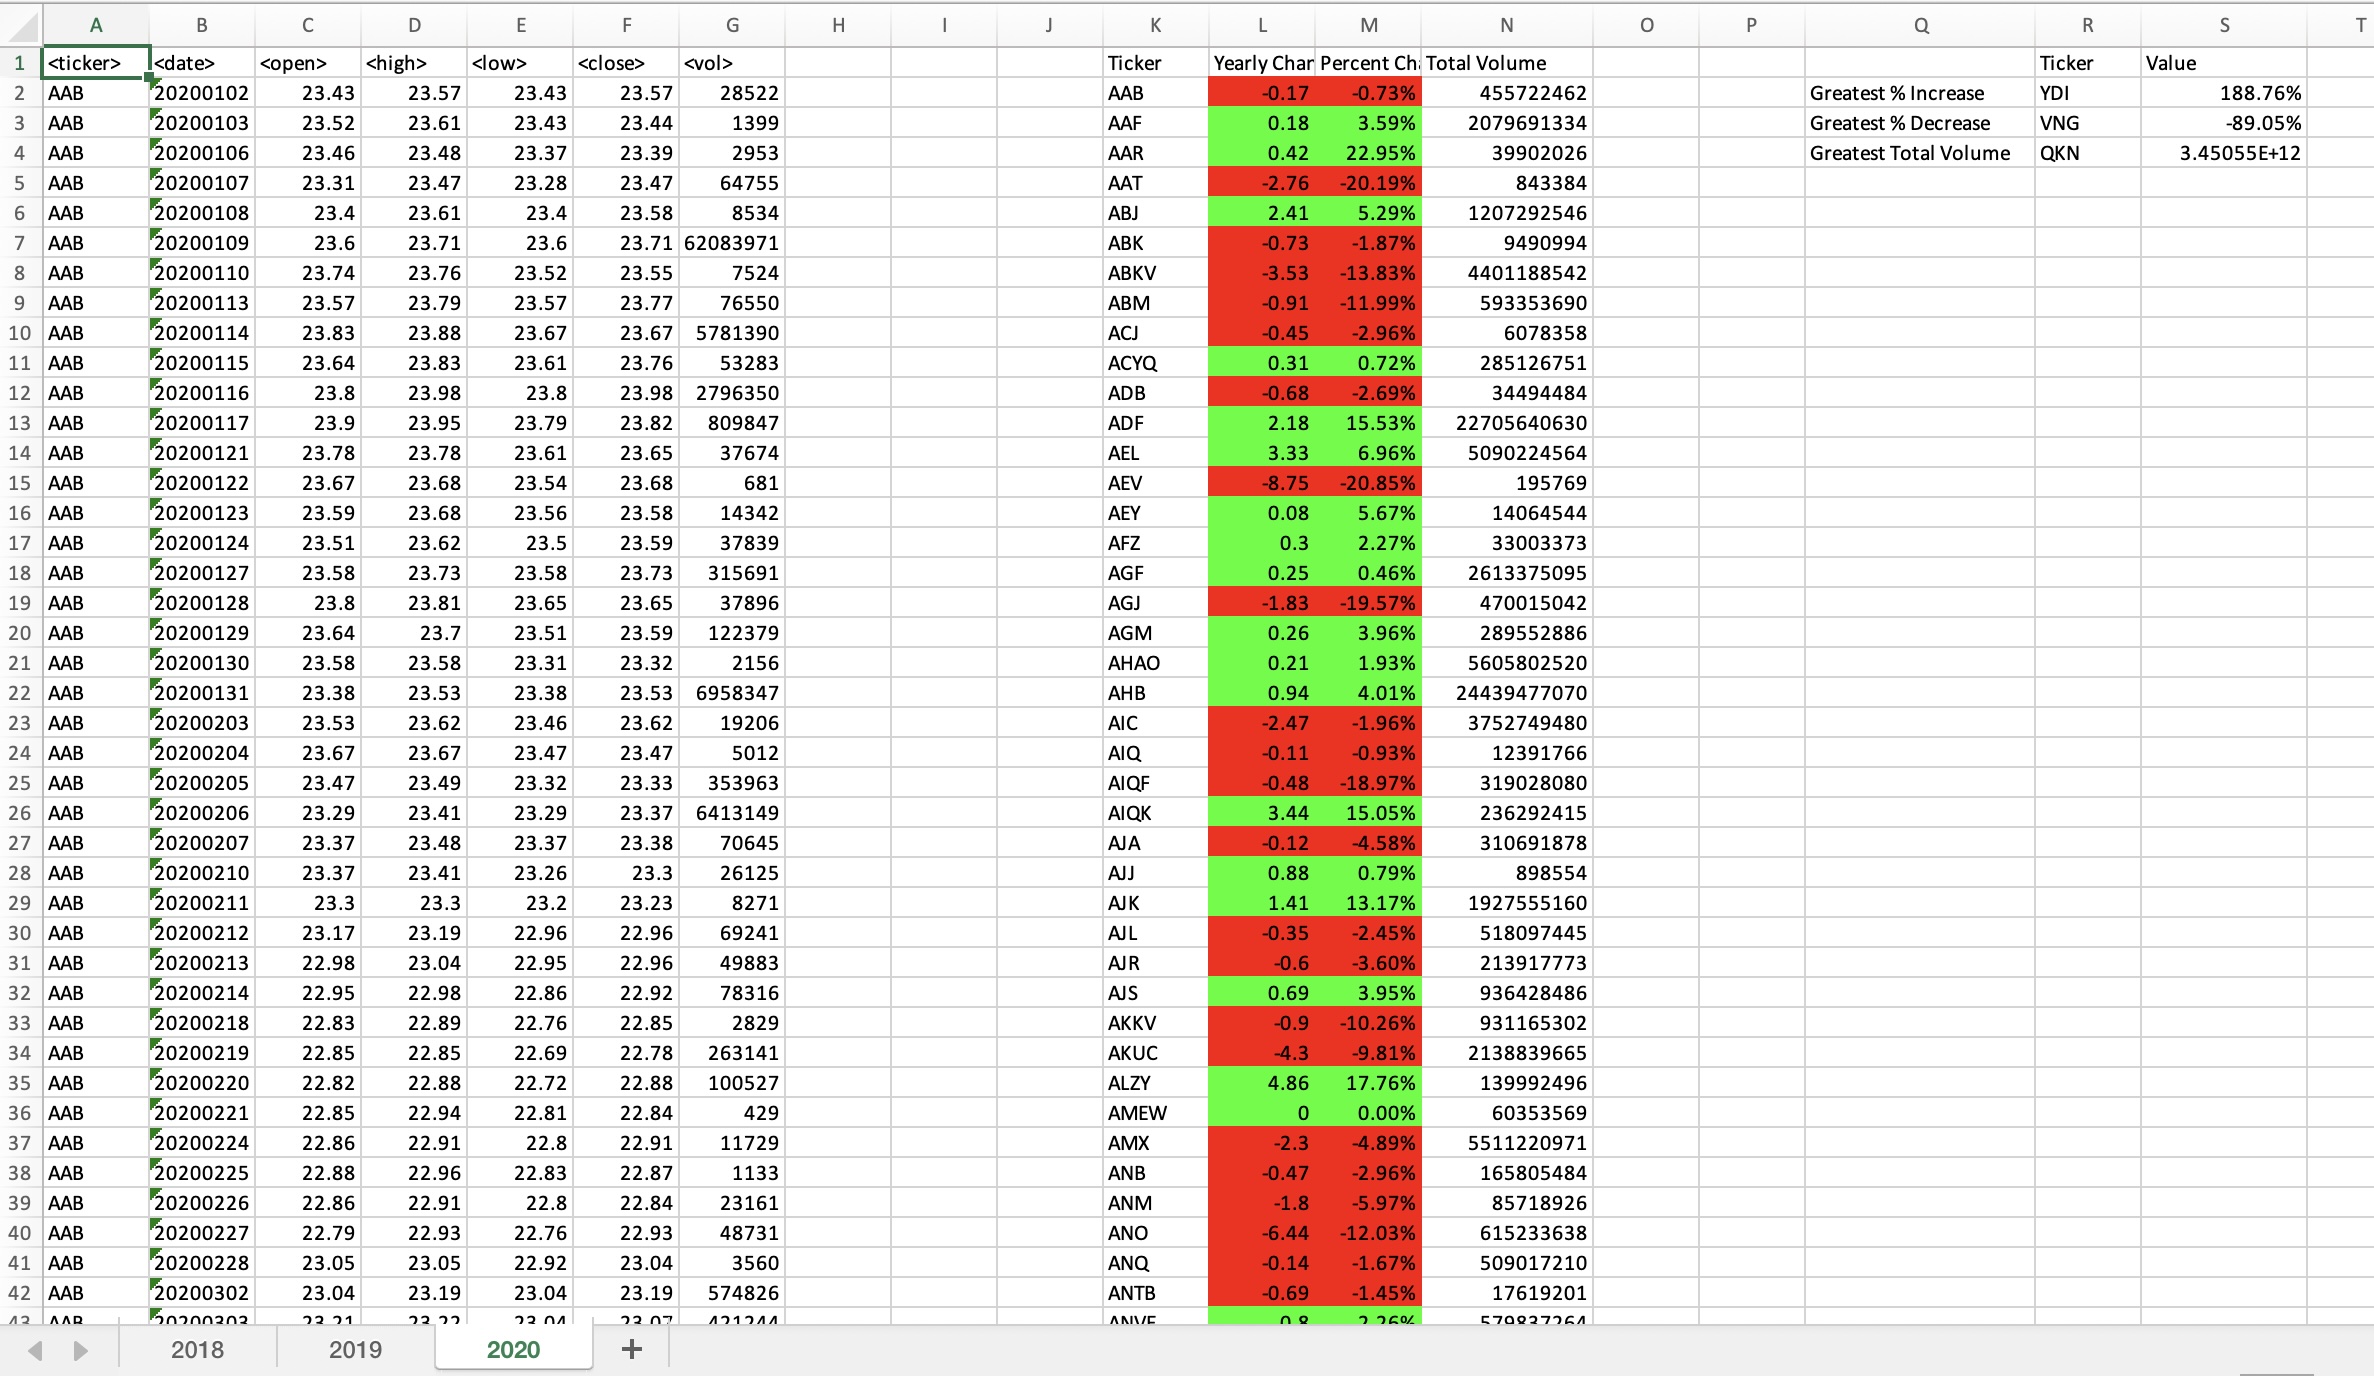 A B C D E F G H I J K L M N O P Q R S T
1 <ticker> <date> <open> <high> <low> <close> <vol> Ticker Yearly Char Percent Ch Total Volume Ticker Value
2 AAB 20200102 23.43 23.57 23.43 23.57 28522 AAB -0.17 -0.73% 455722462 Greatest % Increase YDI 188.76%
3 AAB 20200103 23.52 23.61 23.43 23.44 1399 AAF 0.18 3.59% 2079691334 Greatest % Decrease VNG -89.05%
4 AAB 20200106 23.46 23.48 23.37 23.39 2953 AAR 0.42 22.95% 39902026 Greatest Total Volume QKN 3.45055E+12
5 AAB 20200107 23.31 23.47 23.28 23.47 64755 AAT -2.76 -20.19% 843384
6 AAB 20200108 23.4 23.61 23.4 23.58 8534 ABJ 2.41 5.29% 1207292546
7 AAB 20200109 23.6 23.71 23.6 23.71 62083971 ABK -0.73 -1.87% 9490994
8 AAB 20200110 23.74 23.76 23.52 23.55 7524 ABKV -3.53 -13.83% 4401188542
9 AAB 20200113 23.57 23.79 23.57 23.77 76550 ABM -0.91 -11.99% 593353690
10 AAB 20200114 23.83 23.88 23.67 23.67 5781390 ACJ -0.45 -2.96% 6078358
11 AAB 20200115 23.64 23.83 23.61 23.76 53283 ACYQ 0.31 0.72% 285126751
12 AAB 20200116 23.8 23.98 23.8 23.98 2796350 ADB -0.68 -2.69% 34494484
13 AAB 20200117 23.9 23.95 23.79 23.82 809847 ADF 2.18 15.53% 22705640630
14 AAB 20200121 23.78 23.78 23.61 23.65 37674 AEL 3.33 6.96% 5090224564
15 AAB 20200122 23.67 23.68 23.54 23.68 681 AEV -8.75 -20.85% 195769
16 AAB 20200123 23.59 23.68 23.56 23.58 14342 AEY 0.08 5.67% 14064544
17 AAB 20200124 23.51 23.62 23.5 23.59 37839 AFZ 0.3 2.27% 33003373
18 AAB 20200127 23.58 23.73 23.58 23.73 315691 AGF 0.25 0.46% 2613375095
19 AAB 20200128 23.8 23.81 23.65 23.65 37896 AGJ -1.83 -19.57% 470015042
20 AAB 20200129 23.64 23.7 23.51 23.59 122379 AGM 0.26 3.96% 289552886
21 AAB 20200130 23.58 23.58 23.31 23.32 2156 AHAO 0.21 1.93% 5605802520
22 AAB 20200131 23.38 23.53 23.38 23.53 6958347 AHB 0.94 4.01% 24439477070
23 AAB 20200203 23.53 23.62 23.46 23.62 19206 AIC -2.47 -1.96% 3752749480
24 AAB 20200204 23.67 23.67 23.47 23.47 5012 AIQ -0.11 -0.93% 12391766
25 AAB 20200205 23.47 23.49 23.32 23.33 353963 AIQF -0.48 -18.97% 319028080
26 AAB 20200206 23.29 23.41 23.29 23.37 6413149 AIQK 3.44 15.05% 236292415
27 AAB 20200207 23.37 23.48 23.37 23.38 70645 AJA -0.12 -4.58% 310691878
28 AAB 20200210 23.37 23.41 23.26 23.3 26125 AJJ 0.88 0.79% 898554
29 AAB 20200211 23.3 23.3 23.2 23.23 8271 AJK 1.41 13.17% 1927555160
30 AAB 20200212 23.17 23.19 22.96 22.96 69241 AJL -0.35 -2.45% 518097445
31 AAB 20200213 22.98 23.04 22.95 22.96 49883 AJR -0.6 -3.60% 213917773
32 AAB 20200214 22.95 22.98 22.86 22.92 78316 AJS 0.69 3.95% 936428486
33 AAB 20200218 22.83 22.89 22.76 22.85 2829 AKKV -0.9 -10.26% 931165302
34 AAB 20200219 22.85 22.85 22.69 22.78 263141 AKUC -4.3 -9.81% 2138839665
35 AAB 20200220 22.82 22.88 22.72 22.88 100527 ALZY 4.86 17.76% 139992496
36 AAB 20200221 22.85 22.94 22.81 22.84 429 AMEW 0 0.00% 60353569
37 AAB 20200224 22.86 22.91 22.8 22.91 11729 AMX -2.3 -4.89% 5511220971
38 AAB 20200225 22.88 22.96 22.83 22.87 1133 ANB -0.47 -2.96% 165805484
39 AAB 20200226 22.86 22.91 22.8 22.84 23161 ANM -1.8 -5.97% 85718926
40 AAB 20200227 22.79 22.93 22.76 22.93 48731 ANO -6.44 -12.03% 615233638
41 AAB 20200228 23.05 23.05 22.92 23.04 3560 ANQ -0.14 -1.67% 509017210
42 AAB 20200302 23.04 23.19 23.04 23.19 574826 ANTB -0.69 -1.45% 17619201
43 AAB 20200303 23.21 23.22 23.04 23.07 421244 0.8 2.26% 579837264
2018 2019 2020 +